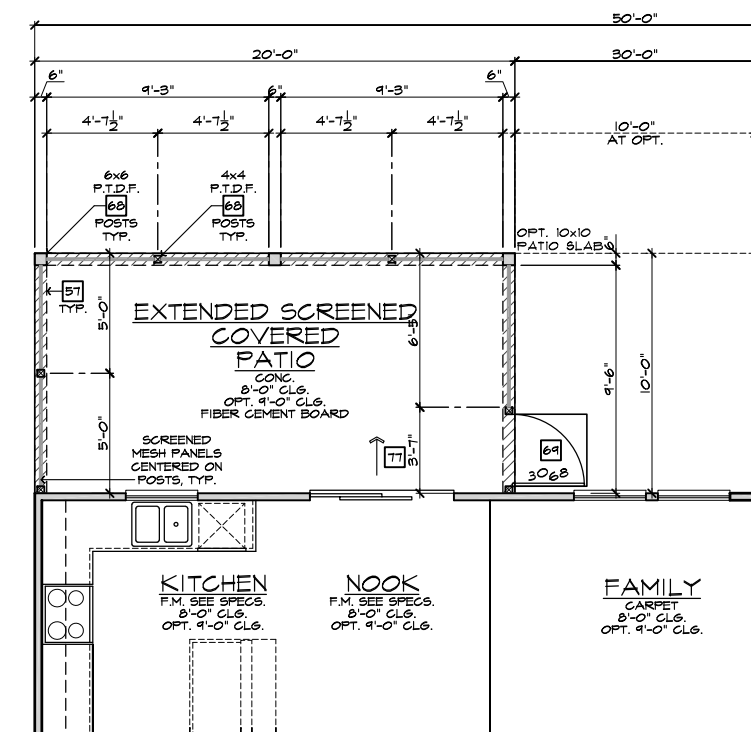 50'-0"
20'-0"
30'-0"
6"
9'-3"
6"
9'-3"
6"
4'-7½"
4'-7½"
4'-7½"
4'-7½"
10'-0"
AT OPT.
6x6
P.T.D.F.
68
POSTS
TYP.
4x4
P.T.D.F.
68
POSTS
TYP.
OPT. 10x10
PATIO SLAB
6"
57
TYP.
5'-0"
5'-0"
EXTENDED SCREENED
COVERED
PATIO
CONC.
8'-0" CLG.
OPT. 9'-0" CLG.
FIBER CEMENT BOARD
6'-5"
3'-7"
9'-6"
10'-0"
SCREENED
MESH PANELS
CENTERED ON
POSTS, TYP.
77
69
3068
KITCHEN
F.M. SEE SPECS.
8'-0" CLG.
OPT. 9'-0" CLG.
NOOK
F.M. SEE SPECS.
8'-0" CLG.
OPT. 9'-0" CLG.
FAMILY
CARPET
8'-0" CLG.
OPT. 9'-0" CLG.